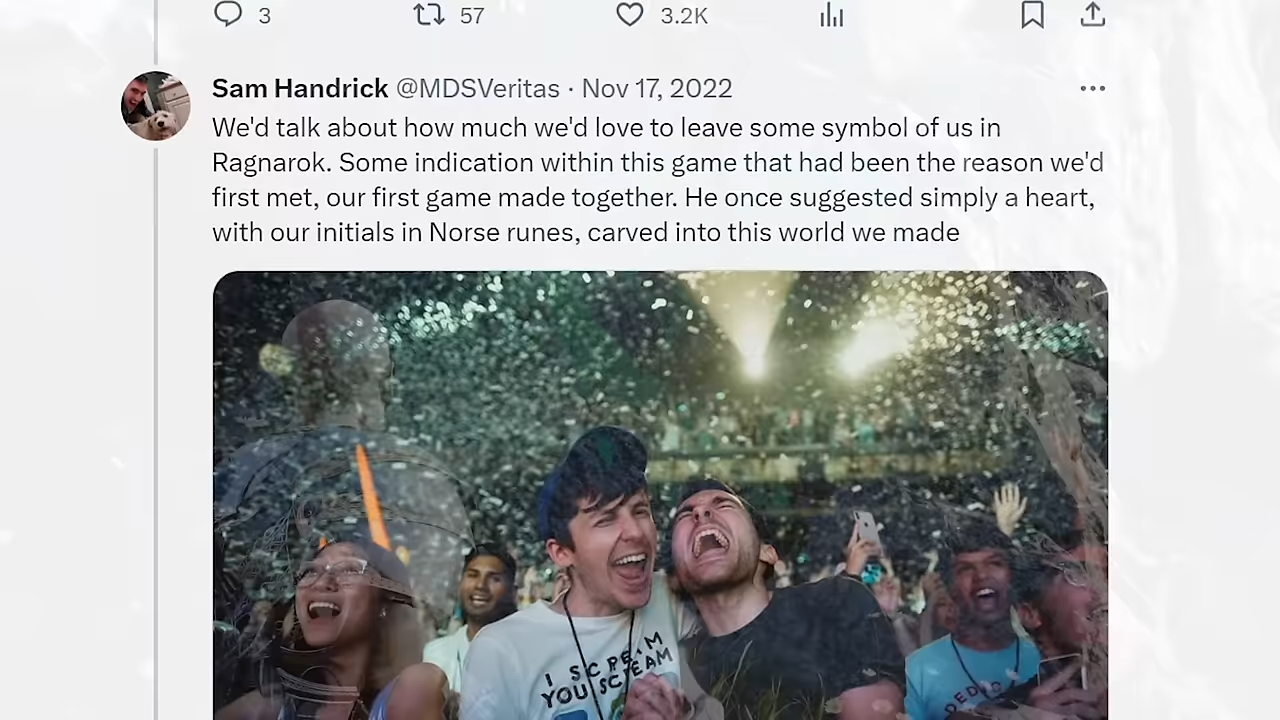 3 57 3.2K
Sam Handrick @MDSVeritas · Nov 17, 2022
We'd talk about how much we'd love to leave some symbol of us in
Ragnarok. Some indication within this game that had been the reason we'd
first met, our first game made together. He once suggested simply a heart,
with our initials in Norse runes, carved into this world we made
I SCREAM
YOU SCREAM